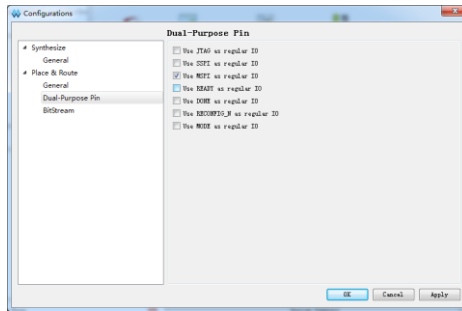 Configurations
Dual-Purpose Pin
Synthesize
General
Place & Route
General
Dual-Purpose Pin
BitStream
Use JTAG as regular IO
Use SSPI as regular IO
Use MSPI as regular IO
Use READY as regular IO
Use DONE as regular IO
Use RECONFIG_N as regular IO
Use MODE as regular IO
OK
Cancel
Apply